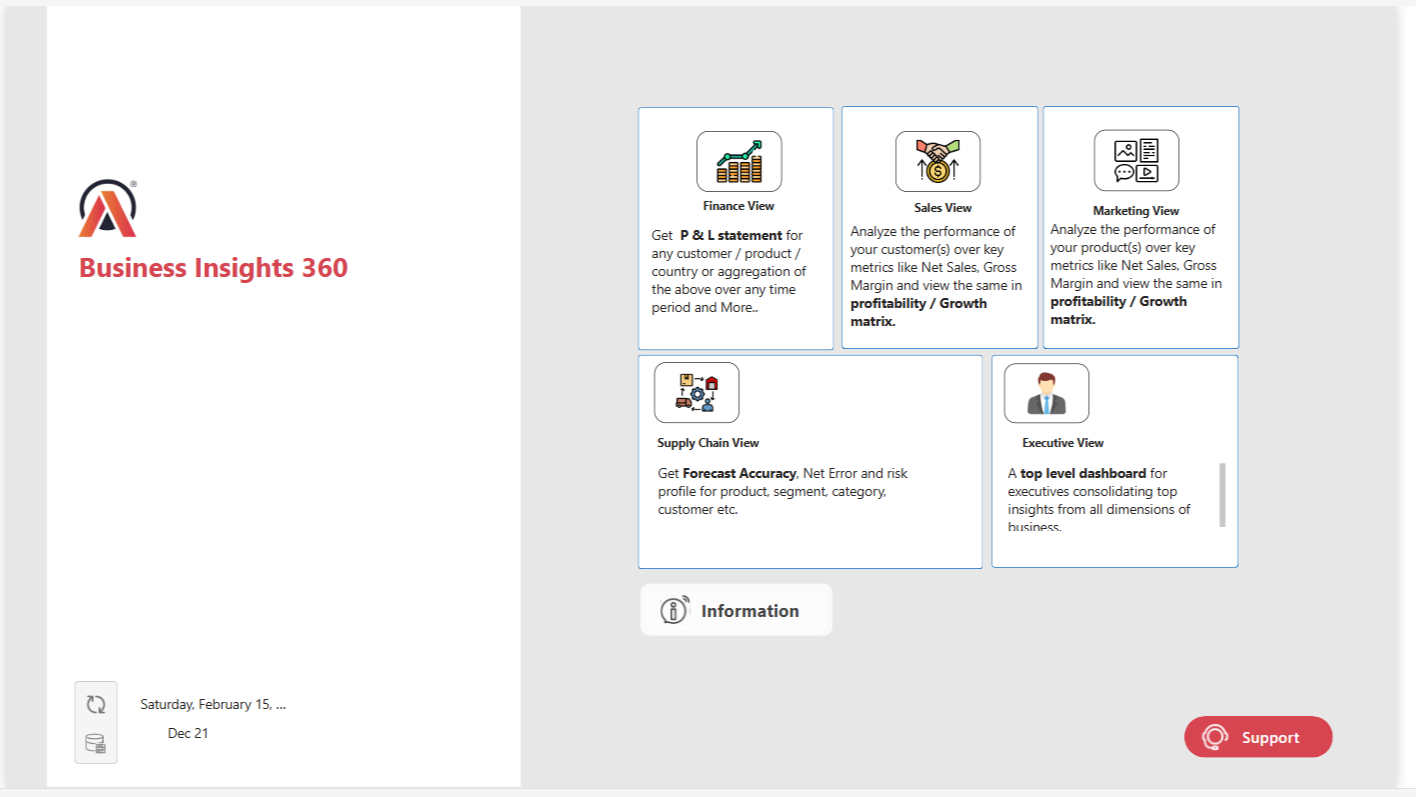 ®
Business Insights 360
Finance View
Get P & L statement for
any customer / product /
country or aggregation of
the above over any time
period and More..
Sales View
Analyze the performance of
your customer(s) over key
metrics like Net Sales, Gross
Margin and view the same in
profitability / Growth
matrix.
Marketing View
Analyze the performance of
your product(s) over key
metrics like Net Sales, Gross
Margin and view the same in
profitability / Growth
matrix.
Supply Chain View
Get Forecast Accuracy, Net Error and risk
profile for product, segment, category,
customer etc.
Executive View
A top level dashboard for
executives consolidating top
insights from all dimensions of
business.
Information
Saturday, February 15, ...
Dec 21
Support